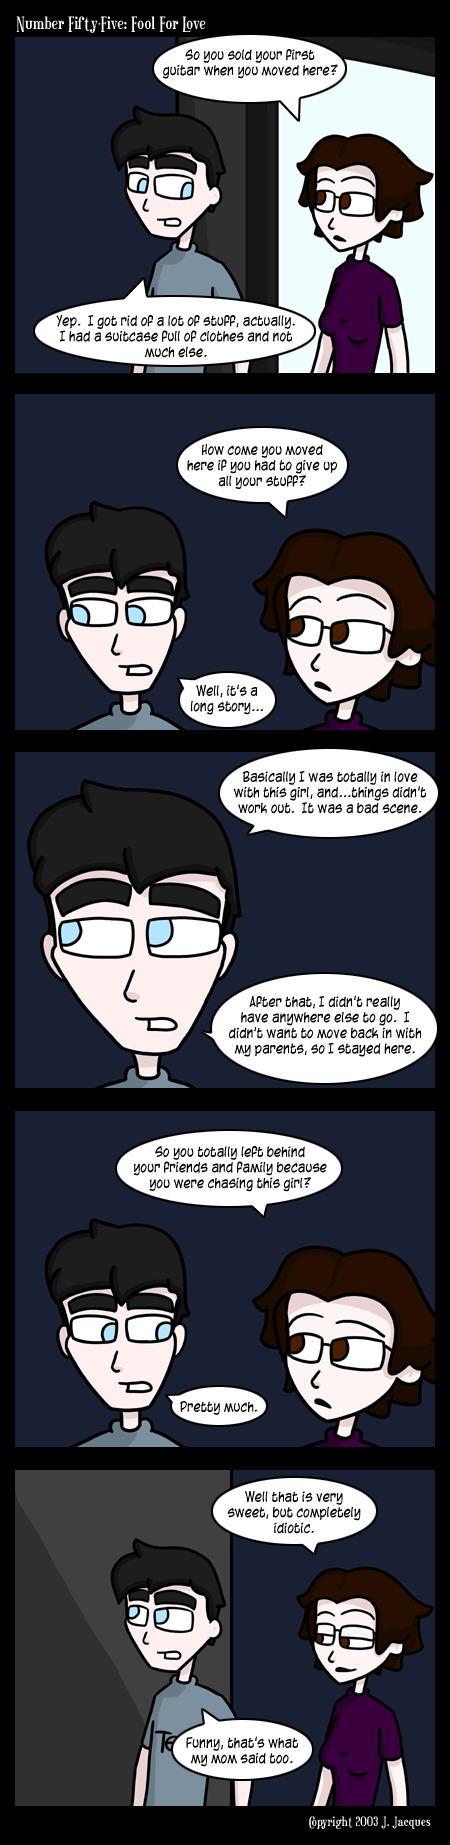 Number Fifty-Five: Fool For Love
So you sold your first
guitar when you moved here?
Yep. I got rid of a lot of stuff, actually.
I had a suitcase full of clothes and not
much else.
How come you moved
here if you had to give up
all your stuff?
Well, it's a
long story...
Basically I was totally in love
with this girl, and...things didn't
work out. It was a bad scene.
After that, I didn't really
have anywhere else to go. I
didn't want to move back in with
my parents, so I stayed here.
So you totally left behind
your friends and family because
you were chasing this girl?
Pretty much.
Well that is very
sweet, but completely
idiotic.
Te
Funny, that's what
my mom said too.
Copyright 2003 J. Jacques